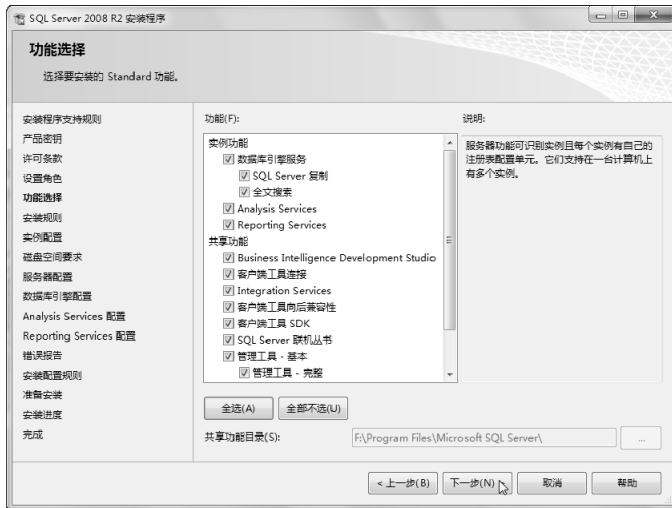 SQL Server 2008 R2 安装程序
功能选择
选择要安装的 Standard 功能。
安装程序支持规则
产品密钥
许可条款
设置角色
功能选择
安装规则
实例配置
磁盘空间要求
服务器配置
数据库引擎配置
Analysis Services 配置
Reporting Services 配置
错误报告
安装配置规则
准备安装
安装进度
完成
功能(F):
实例功能
数据库引擎服务
SQL Server 复制
全文搜索
Analysis Services
Reporting Services
共享功能
Business Intelligence Development Studio
客户端工具连接
Integration Services
客户端工具向后兼容性
客户端工具 SDK
SQL Server 联机丛书
管理工具 - 基本
管理工具 - 完整
说明:
服务器功能可识别实例且每个实例有自己的
注册表配置单元。它们支持在一台计算机上
有多个实例。
全选(A)
全部不选(U)
共享功能目录(S):
F:\Program Files\Microsoft SQL Server\
...
< 上一步(B)
下一步(N)
取消
帮助